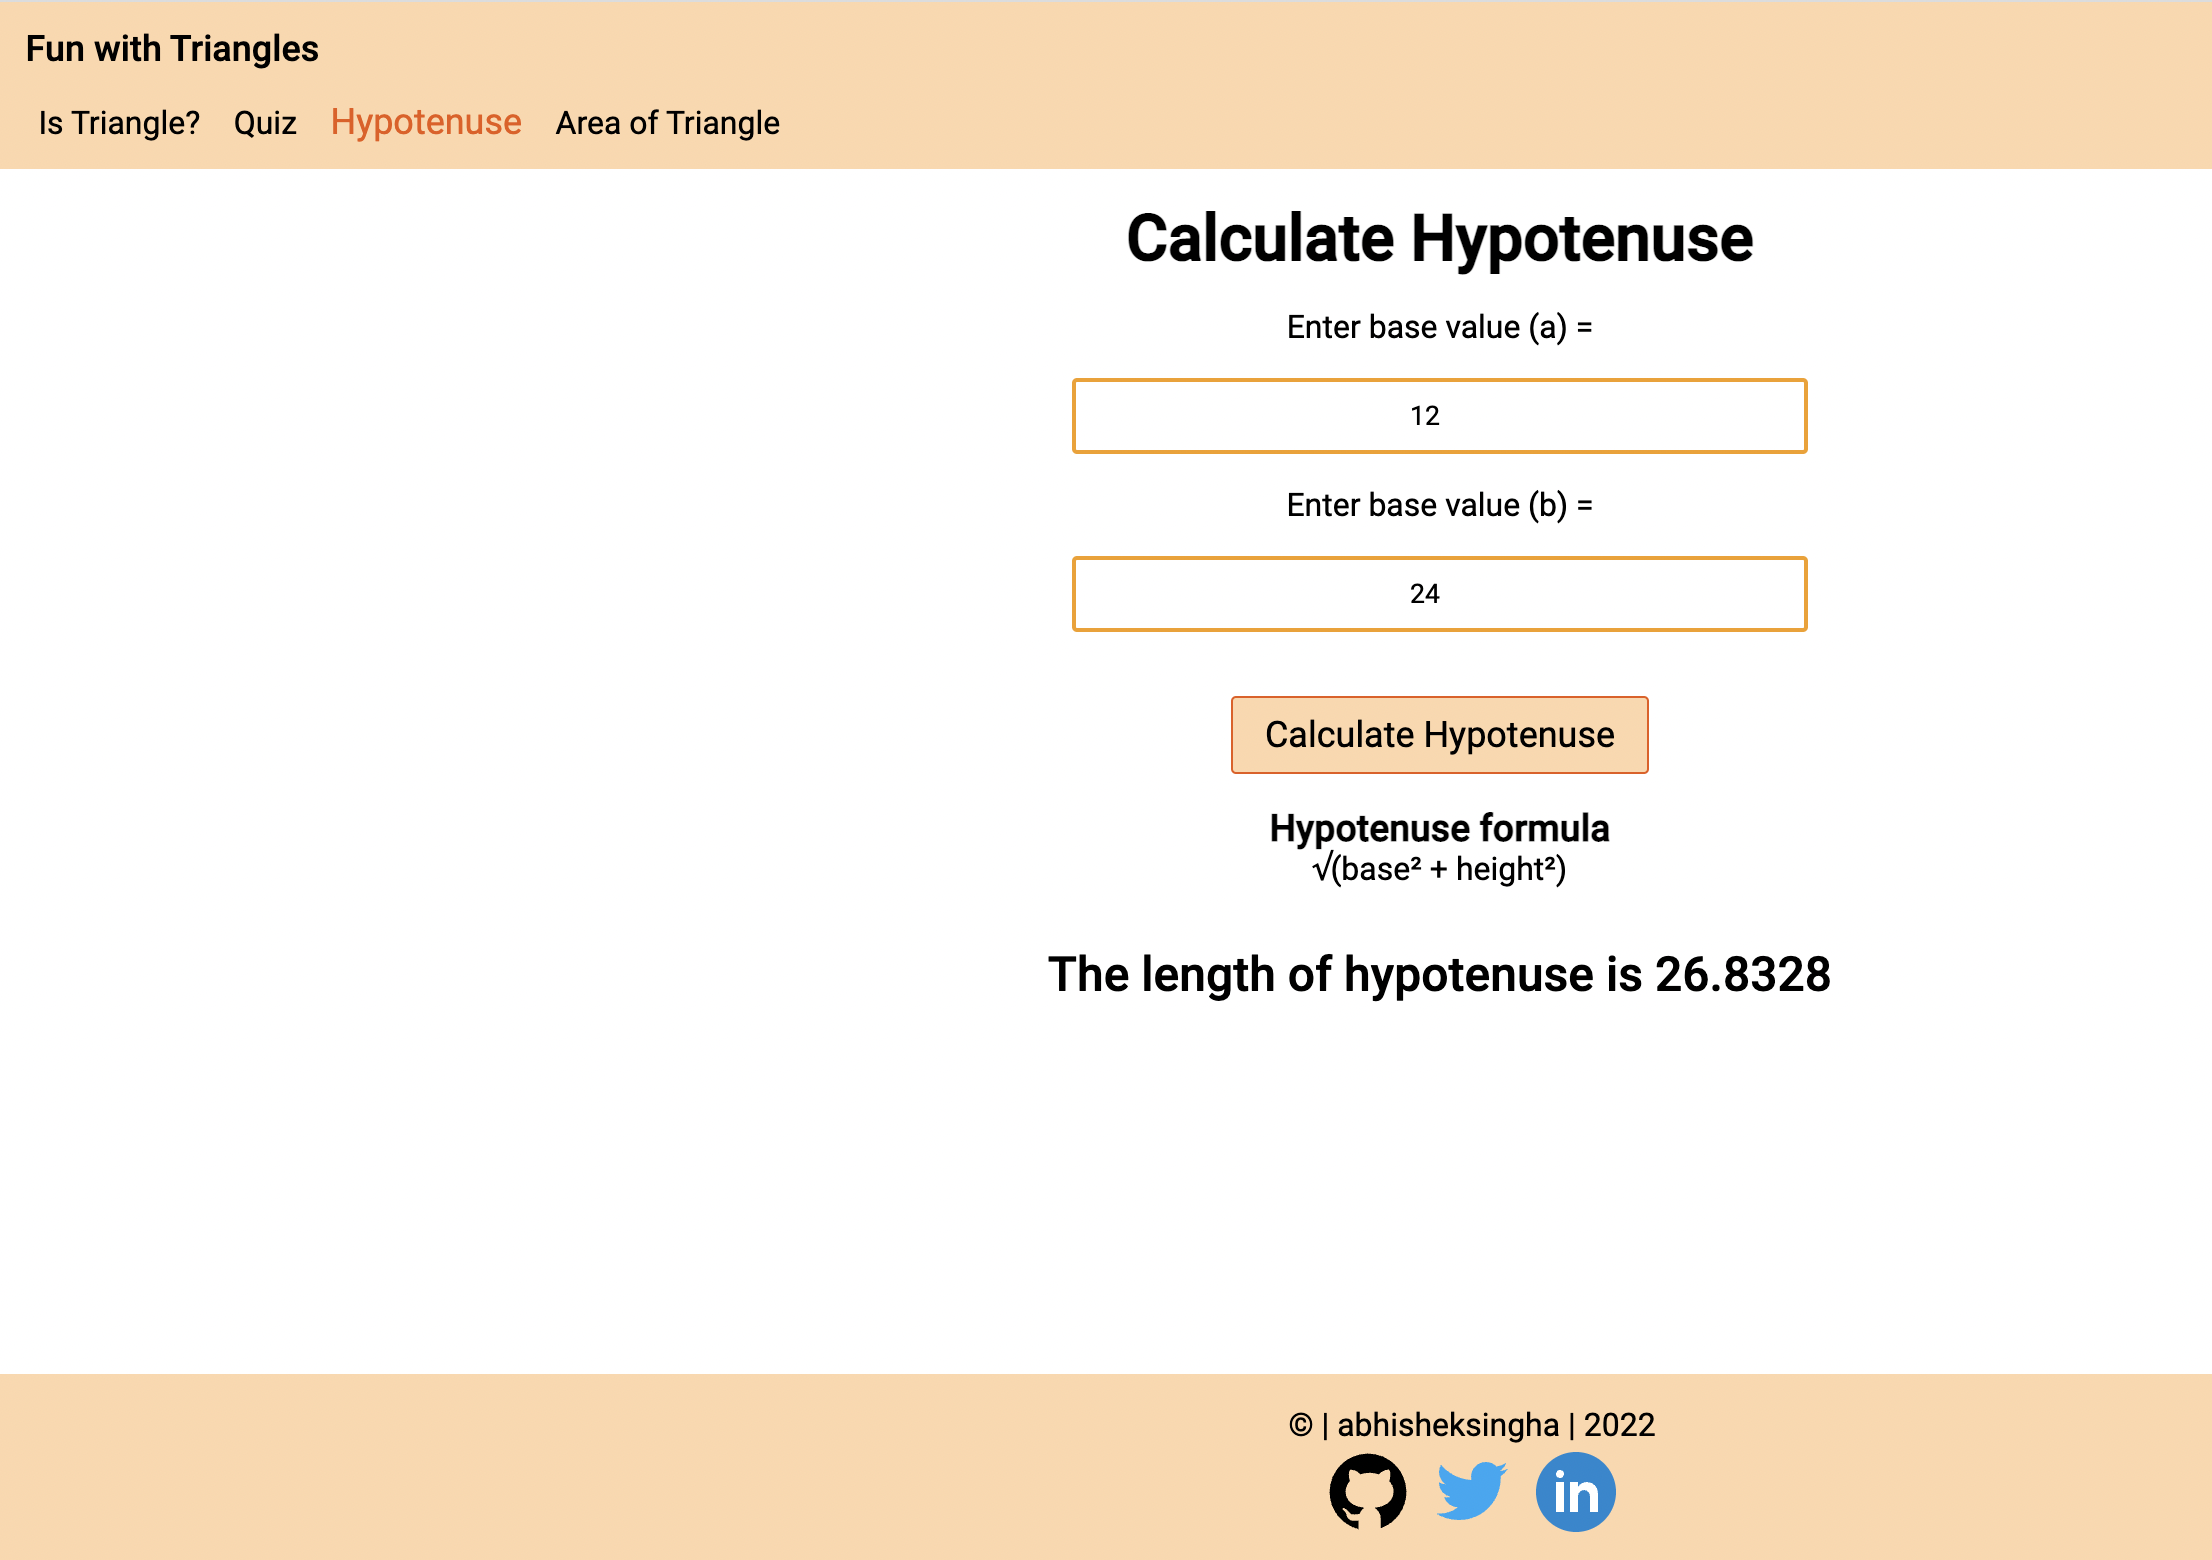 Fun with Triangles
Is Triangle? Quiz Hypotenuse Area of Triangle
Calculate Hypotenuse
Enter base value (a) =
12
Enter base value (b) =
24
Calculate Hypotenuse
Hypotenuse formula
√(base² + height²)
The length of hypotenuse is 26.8328
© | abhisheksingha | 2022
in